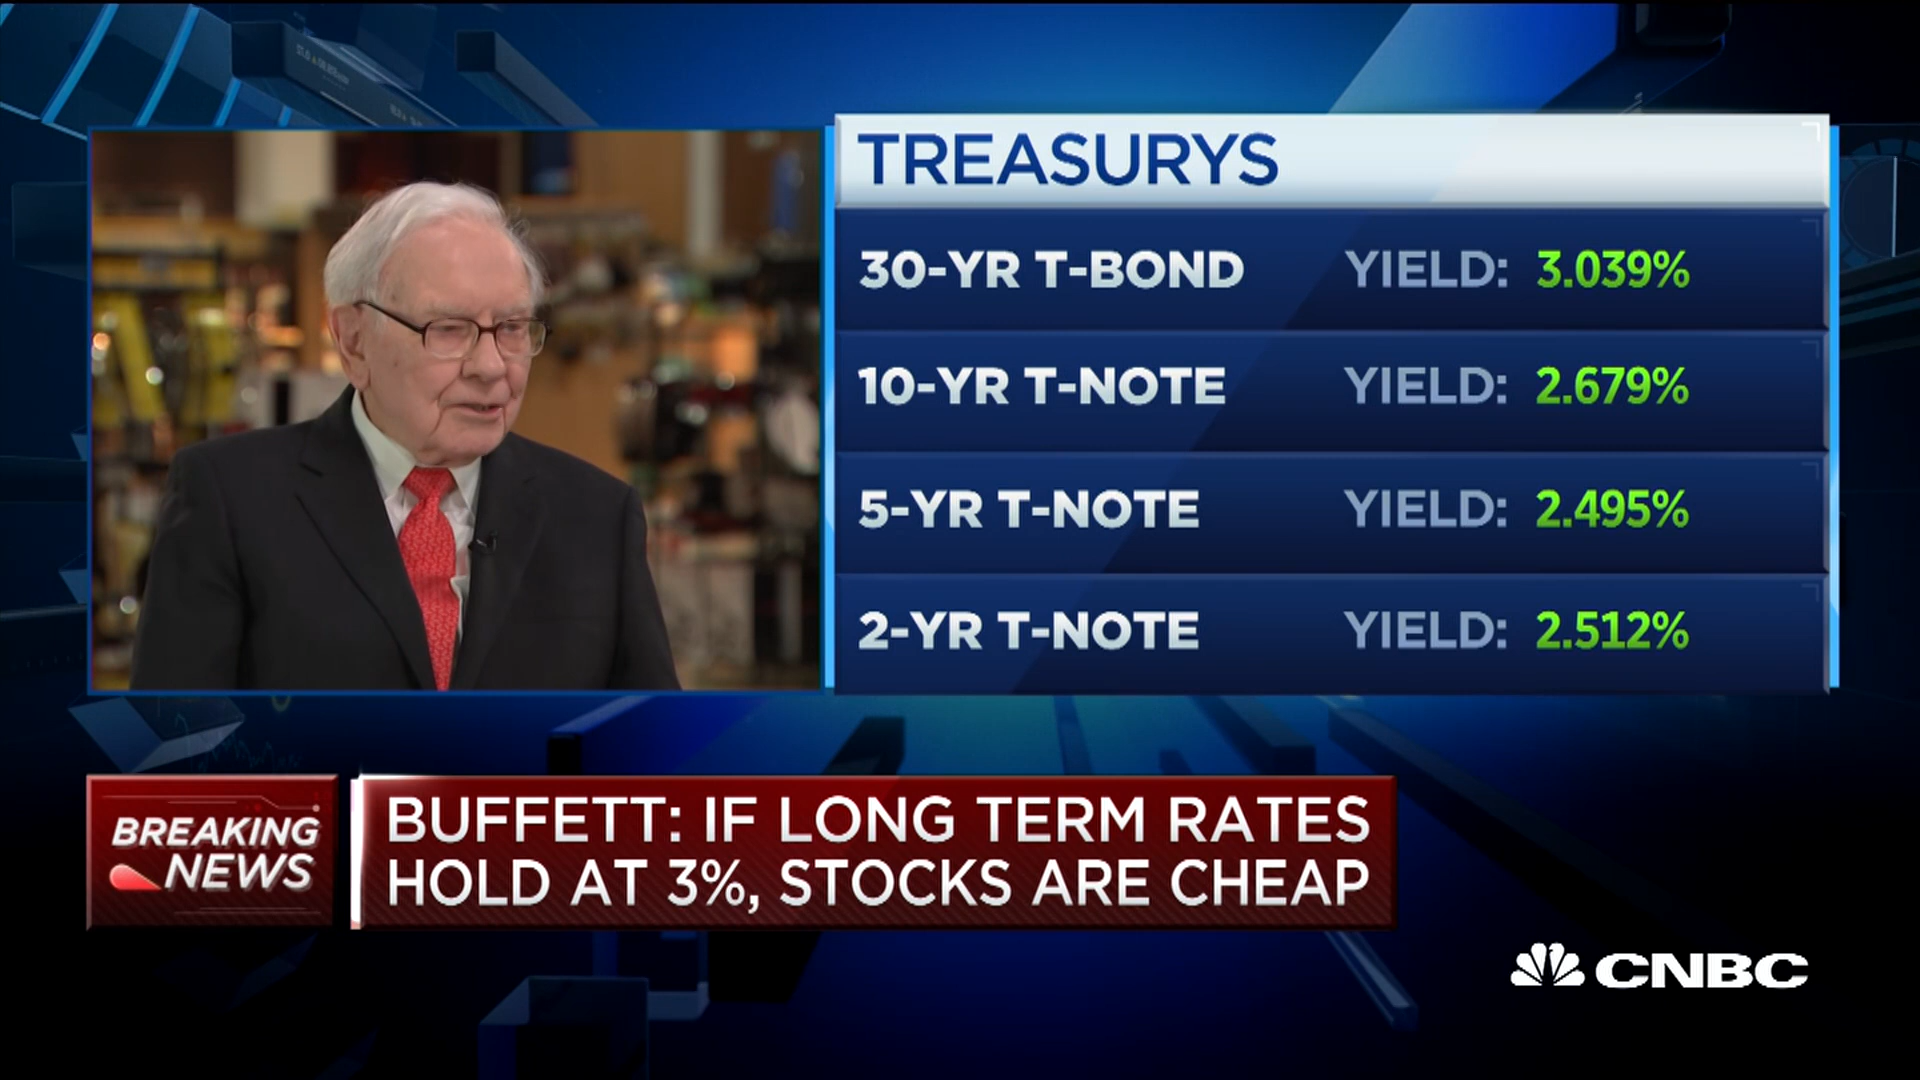 TREASURYS
30-YR T-BOND YIELD: 3.039%
10-YR T-NOTE YIELD: 2.679%
5-YR T-NOTE YIELD: 2.495%
2-YR T-NOTE YIELD: 2.512%
BREAKING
NEWS
BUFFETT: IF LONG TERM RATES
HOLD AT 3%, STOCKS ARE CHEAP
CNBC